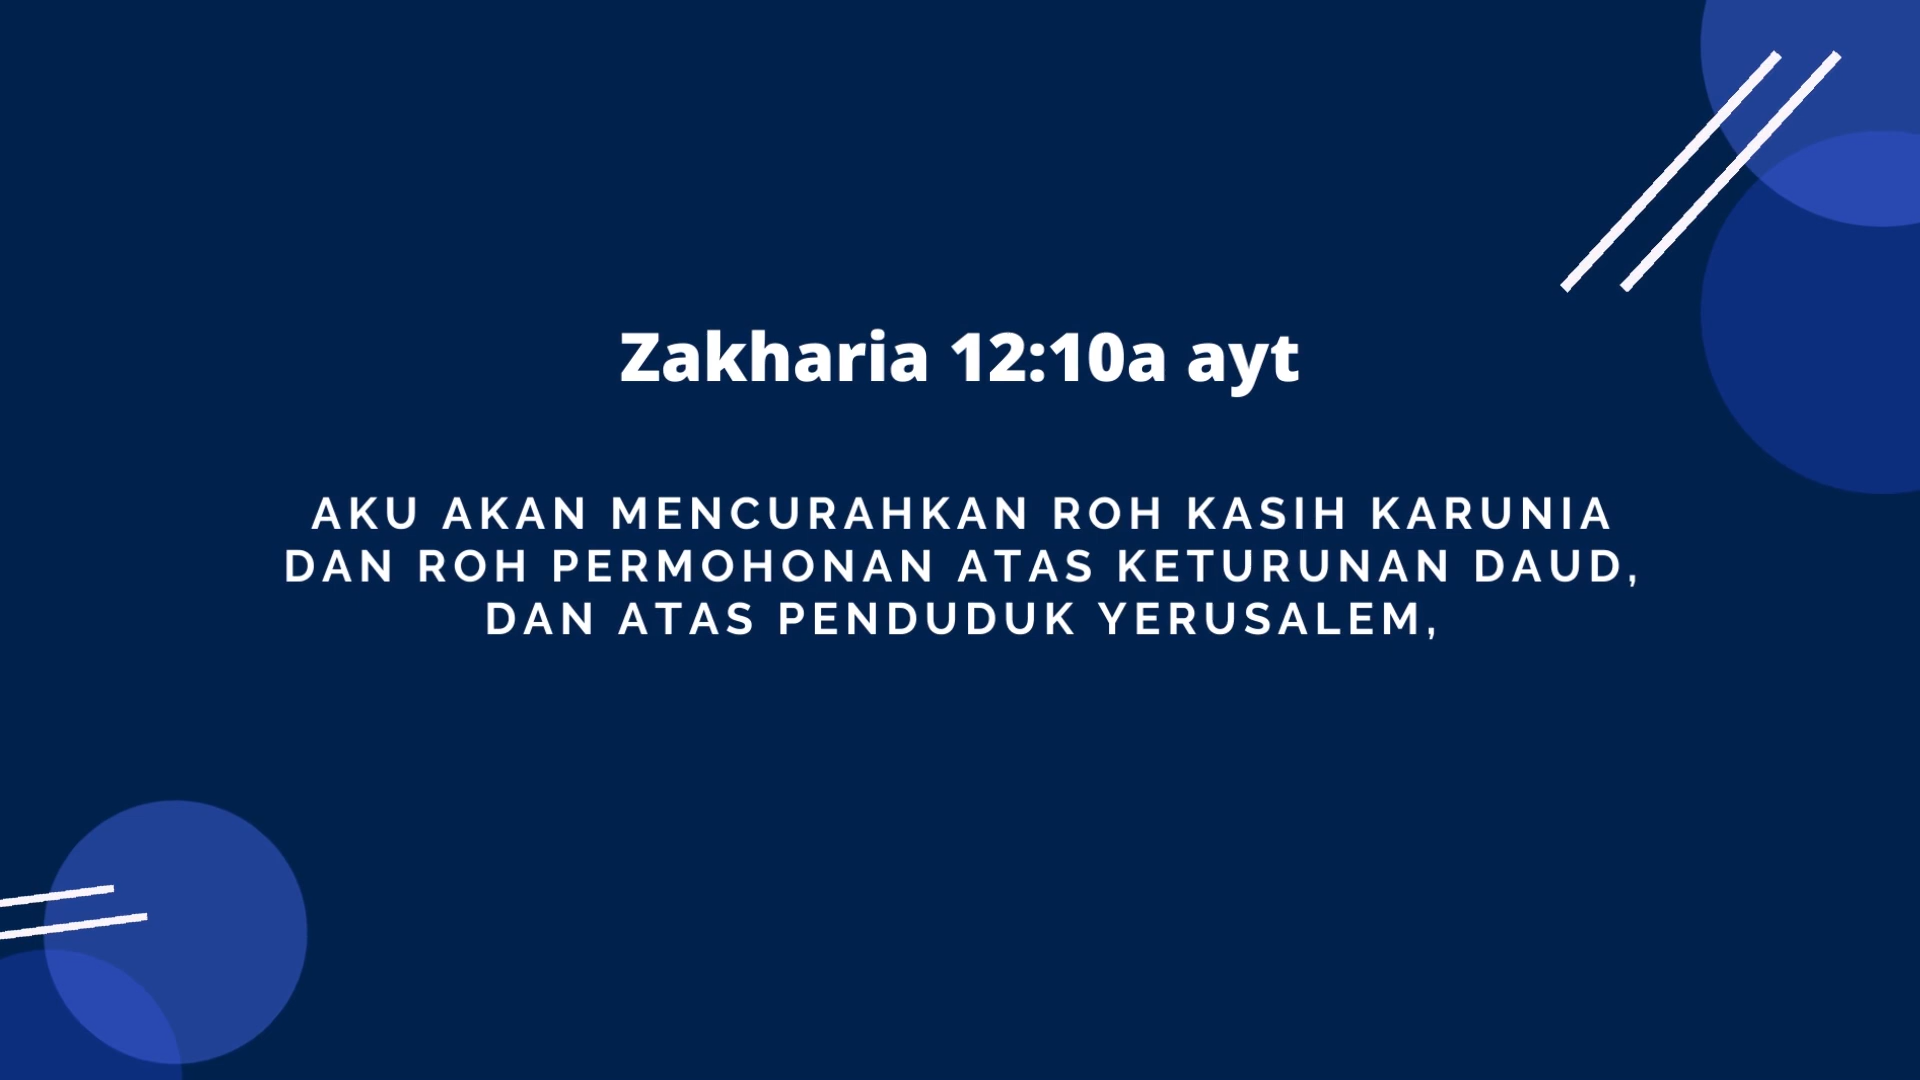 Zakharia 12:10a ayt
AKU AKAN MENCURAHKAN ROH KASIH KARUNIA
DAN ROH PERMOHONAN ATAS KETURUNAN DAUD,
DAN ATAS PENDUDUK YERUSALEM,